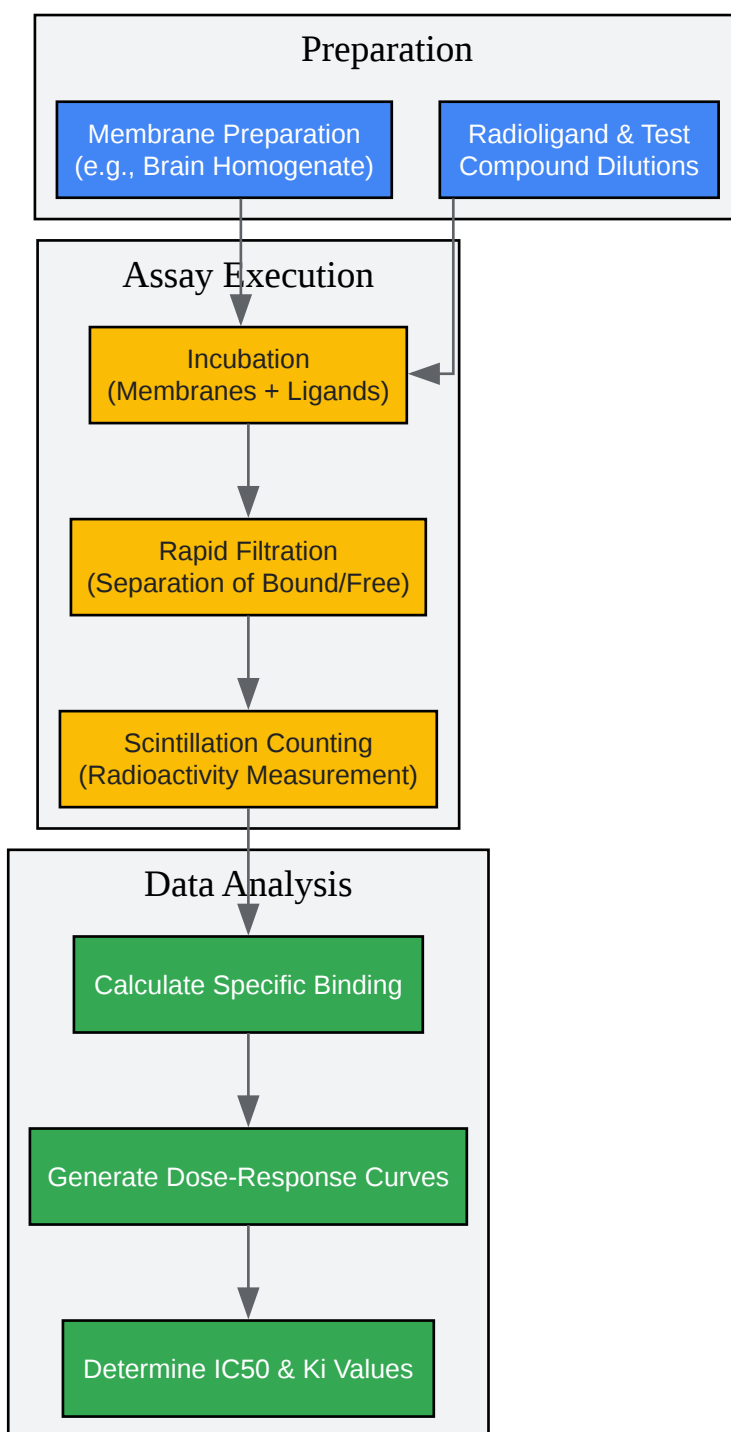 Preparation
Membrane Preparation
(e.g., Brain Homogenate)
Radioligand & Test
Compound Dilutions
Assay Execution
Incubation
(Membranes + Ligands)
Rapid Filtration
(Separation of Bound/Free)
Scintillation Counting
(Radioactivity Measurement)
Data Analysis
Calculate Specific Binding
Generate Dose-Response Curves
Determine IC50 & Ki Values